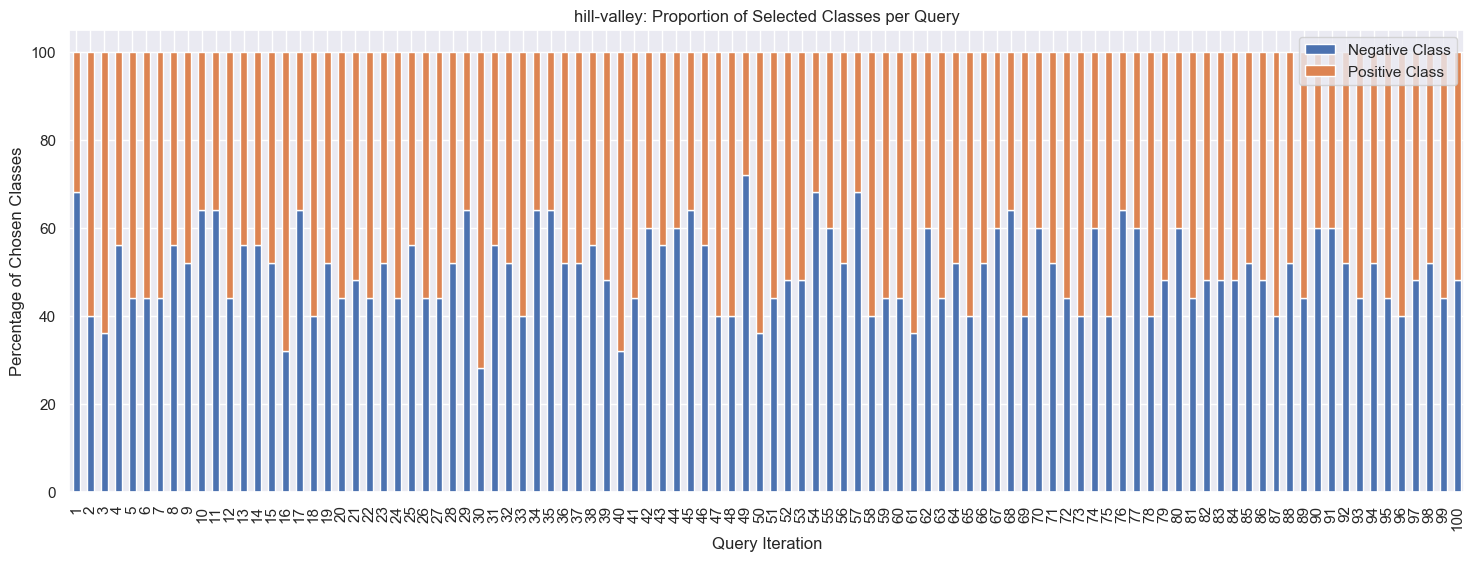 hill-valley: Proportion of Selected Classes per Query
Negative Class
Positive Class
Percentage of Chosen Classes
100
80
60
40
20
0
1 2 3 4 5 6 7 8 9 10 11 12 13 14 15 16 17 18 19 20 21 22 23 24 25 26 27 28 29 30 31 32 33 34 35 36 37 38 39 40 41 42 43 44 45 46 47 48 49 50 51 52 53 54 55 56 57 58 59 60 61 62 63 64 65 66 67 68 69 70 71 72 73 74 75 76 77 78 79 80 81 82 83 84 85 86 87 88 89 90 91 92 93 94 95 96 97 98 99 100
Query Iteration